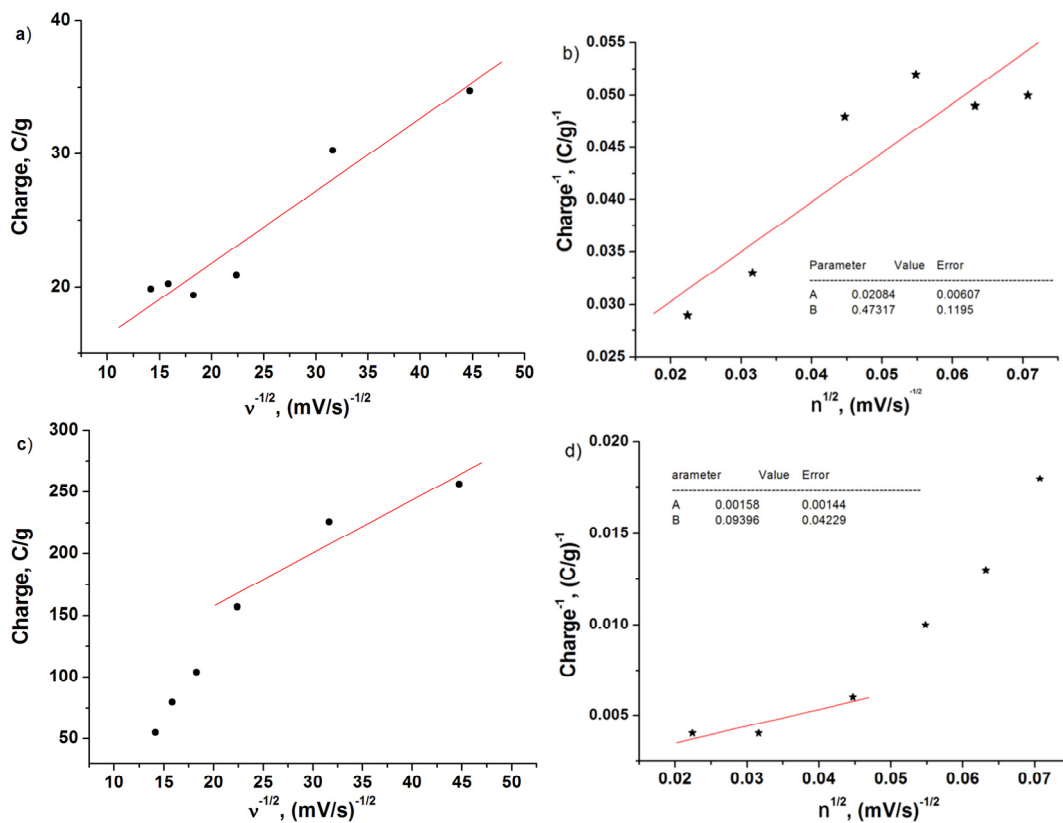 a)
40
30
20
Charge, C/g
10 15 20 25 30 35 40 45 50
ν-1/2, (mV/s)-1/2
b)
0.055
0.050
0.045
0.040
0.035
0.030
0.025
Charge-1, (C/g)-1
Parameter Value Error
A 0.02084 0.00607
B 0.47317 0.1195
0.02 0.03 0.04 0.05 0.06 0.07
n1/2, (mV/s)-1/2
c)
300
250
200
150
100
50
Charge, C/g
10 15 20 25 30 35 40 45 50
ν-1/2, (mV/s)-1/2
d)
0.020
0.015
0.010
0.005
Charge-1, (C/g)-1
arameter Value Error
A 0.00158 0.00144
B 0.09396 0.04229
0.02 0.03 0.04 0.05 0.06 0.07
n1/2, (mV/s)-1/2